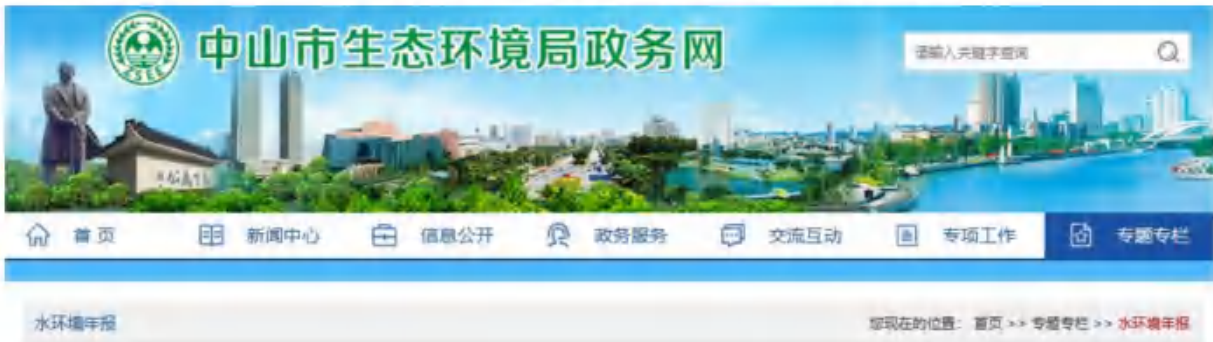 中山市生态环境局政务网
ZSEE
请输入关键字查询
首页 新闻中心 信息公开 政务服务 交流互动 专项工作 专题专栏
水环境年报 您现在的位置： 首页 >> 专题专栏 >> 水环境年报